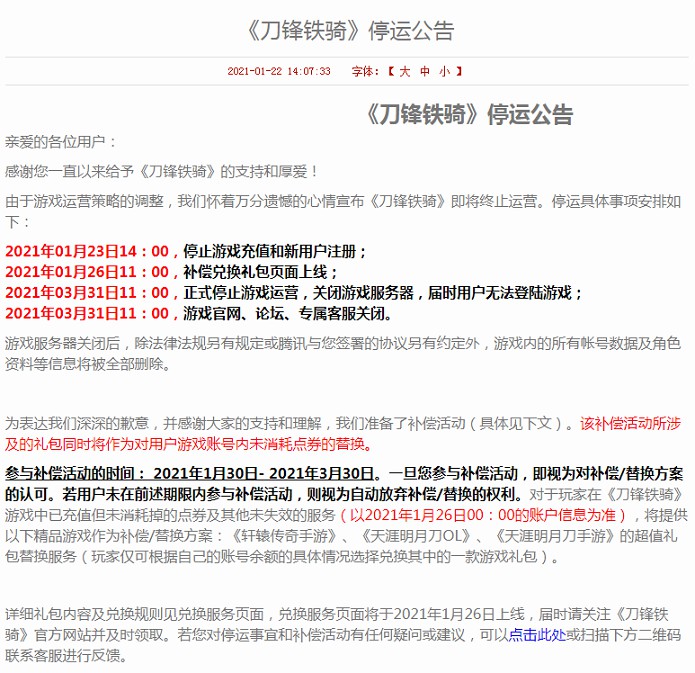 《刀锋铁骑》停运公告
2021-01-22 14:07:33 字体:【 大 中 小 】
《刀锋铁骑》停运公告
亲爱的各位用户：
感谢您一直以来给予《刀锋铁骑》的支持和厚爱！
由于游戏运营策略的调整，我们怀着万分遗憾的心情宣布《刀锋铁骑》即将终止运营。停运具体事项安排如
下：
2021年01月23日14：00，停止游戏充值和新用户注册；
2021年01月26日11：00，补偿兑换礼包页面上线；
2021年03月31日11：00，正式停止游戏运营，关闭游戏服务器，届时用户无法登陆游戏；
2021年03月31日11：00，游戏官网、论坛、专属客服关闭。
游戏服务器关闭后，除法律法规另有规定或腾讯与您签署的协议另有约定外，游戏内的所有帐号数据及角色
资料等信息将被全部删除。
为表达我们深深的歉意，并感谢大家的支持和理解，我们准备了补偿活动（具体见下文）。该补偿活动所涉
及的礼包同时将作为对用户游戏账号内未消耗点券的替换。
参与补偿活动的时间： 2021年1月30日- 2021年3月30日。一旦您参与补偿活动，即视为对补偿/替换方案
的认可。若用户未在前述期限内参与补偿活动，则视为自动放弃补偿/替换的权利。对于玩家在《刀锋铁骑》
游戏中已充值但未消耗掉的点券及其他未失效的服务（以2021年1月26日00：00的账户信息为准），将提供
以下精品游戏作为补偿/替换方案：《轩辕传奇手游》、《天涯明月刀OL》、《天涯明月刀手游》的超值礼
包替换服务（玩家仅可根据自己的账号余额的具体情况选择兑换其中的一款游戏礼包）。
详细礼包内容及兑换规则见兑换服务页面，兑换服务页面将于2021年1月26日上线，届时请关注《刀锋铁
骑》官方网站并及时领取。若您对停运事宜和补偿活动有任何疑问或建议，可以点击此处或扫描下方二维码
联系客服进行反馈。